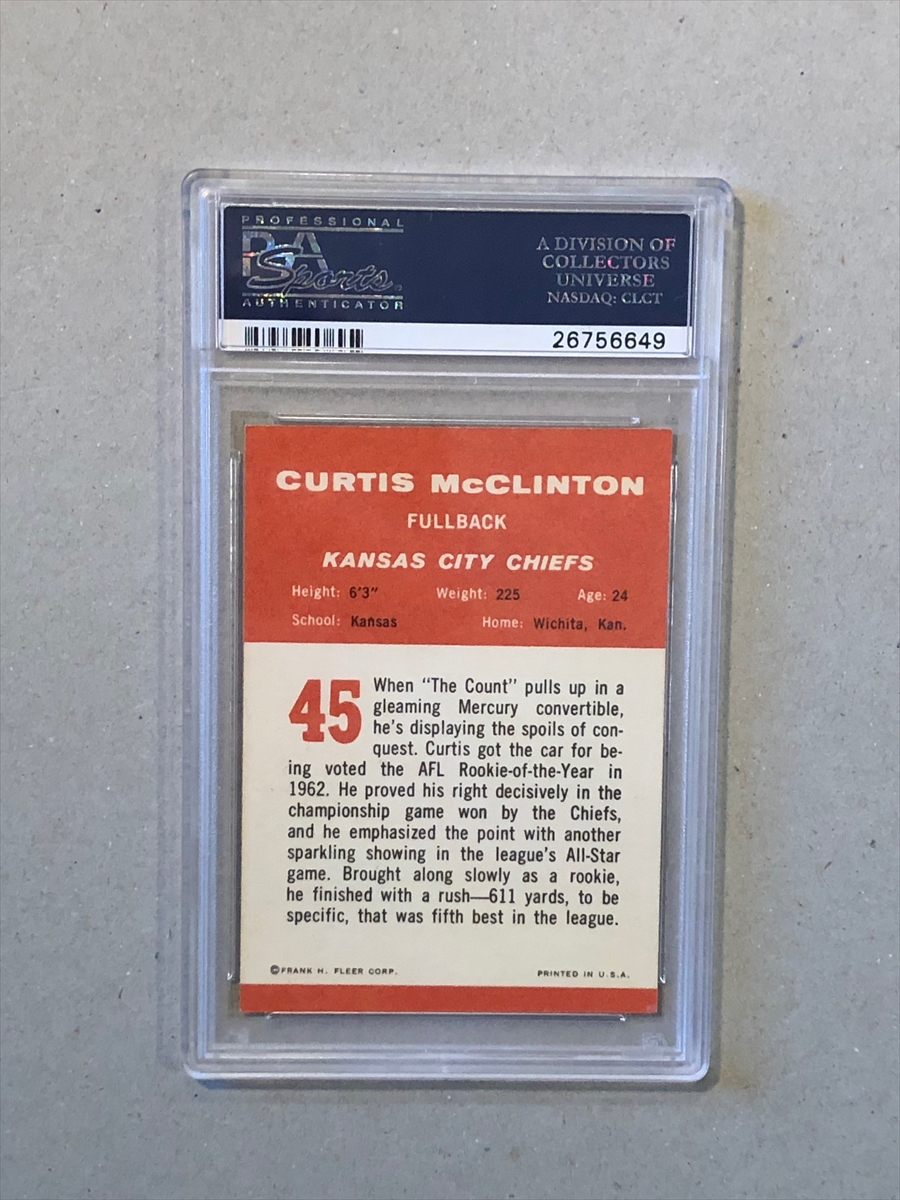 PROFESSIONAL
PSA
Sports
AUTHENTICATOR
A DIVISION OF
COLLECTORS
UNIVERSE
NASDAQ: CLCT
26756649
CURTIS McCLINTON
FULLBACK
KANSAS CITY CHIEFS
Height: 6'3" Weight: 225 Age: 24
School: Kansas Home: Wichita, Kan.
45 When "The Count" pulls up in a
gleaming Mercury convertible,
he's displaying the spoils of con-
quest. Curtis got the car for be-
ing voted the AFL Rookie-of-the-Year in
1962. He proved his right decisively in the
championship game won by the Chiefs,
and he emphasized the point with another
sparkling showing in the league's All-Star
game. Brought along slowly as a rookie,
he finished with a rush—611 yards, to be
specific, that was fifth best in the league.
©FRANK H. FLEER CORP. PRINTED IN U.S.A.